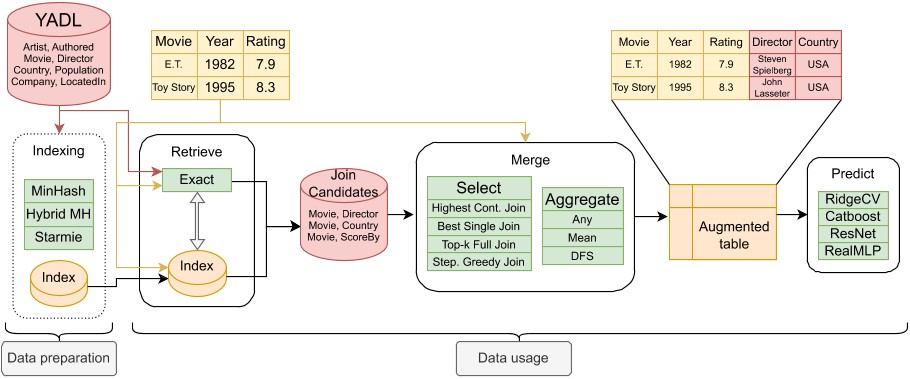 YADL
Artist, Authored
Movie, Director
Country, Population
Company, LocatedIn
Movie Year Rating
E.T. 1982 7.9
Toy Story 1995 8.3
Movie Year Rating Director Country
E.T. 1982 7.9 Steven Spielberg USA
Toy Story 1995 8.3 John Lasseter USA
Indexing
MinHash
Hybrid MH
Starmie
Index
Retrieve
Exact
Index
Join
Candidates
Movie, Director
Movie, Country
Movie, ScoreBy
Merge
Select
Highest Cont. Join
Best Single Join
Top-k Full Join
Step. Greedy Join
Aggregate
Any
Mean
DFS
Augmented
table
Predict
RidgeCV
Catboost
ResNet
RealMLP
Data preparation
Data usage